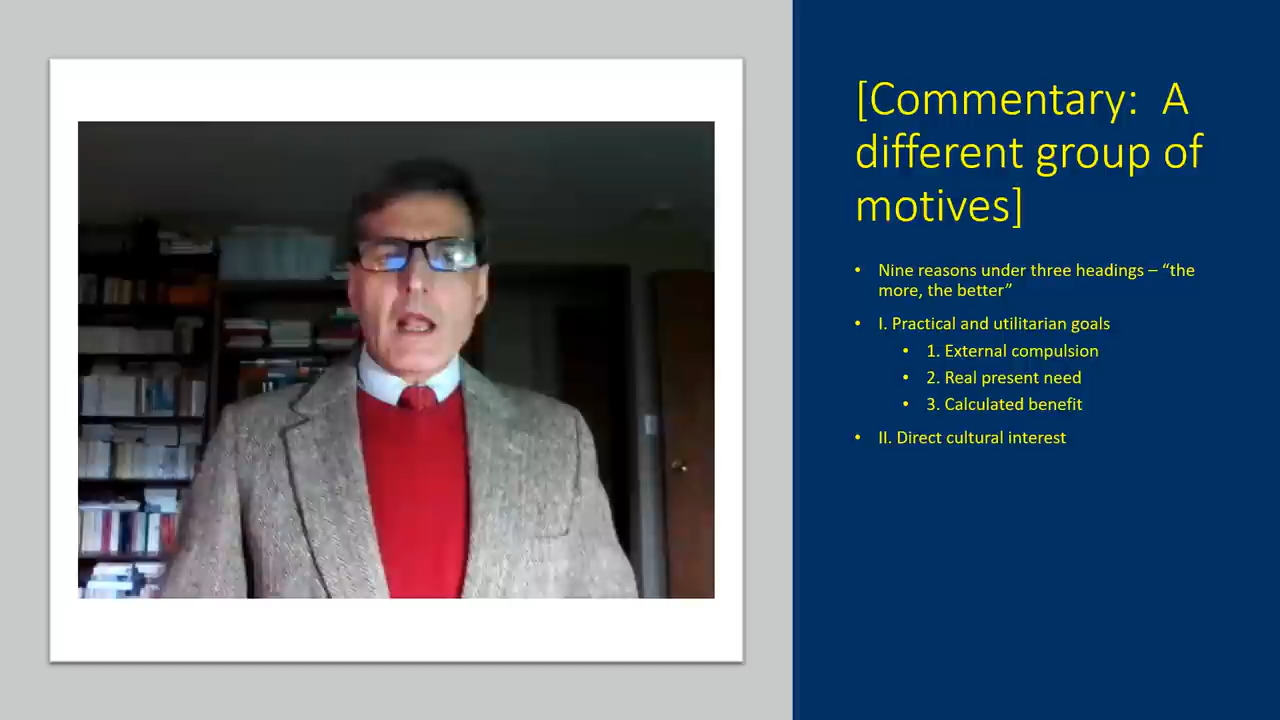 [Commentary:  A
different group of
motives]
• Nine reasons under three headings – “the
more, the better”
• I. Practical and utilitarian goals
• 1. External compulsion
• 2. Real present need
• 3. Calculated benefit
• II. Direct cultural interest